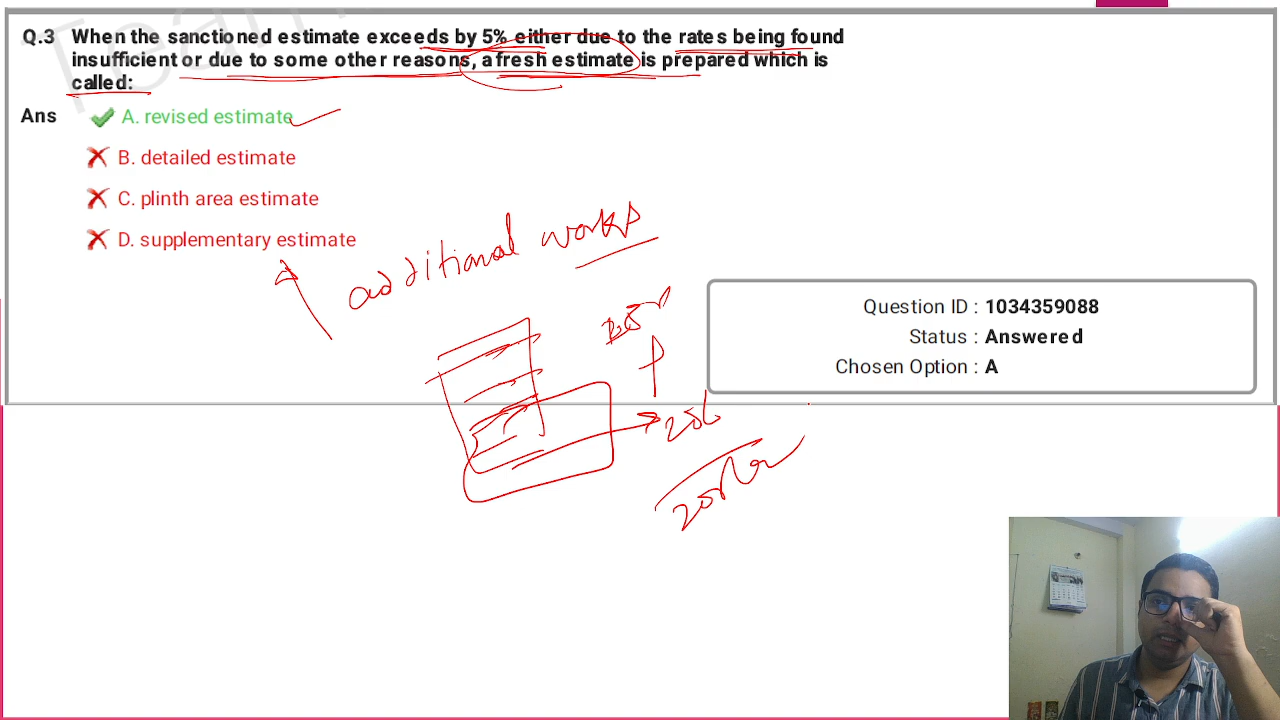 Q.3 When the sanctioned estimate exceeds by 5% either due to the rates being found
insufficient or due to some other reasons, a fresh estimate is prepared which is
called:
Ans A. revised estimate
B. detailed estimate
C. plinth area estimate
D. supplementary estimate
additional works
Question ID : 1034359088
Status : Answered
Chosen Option : A